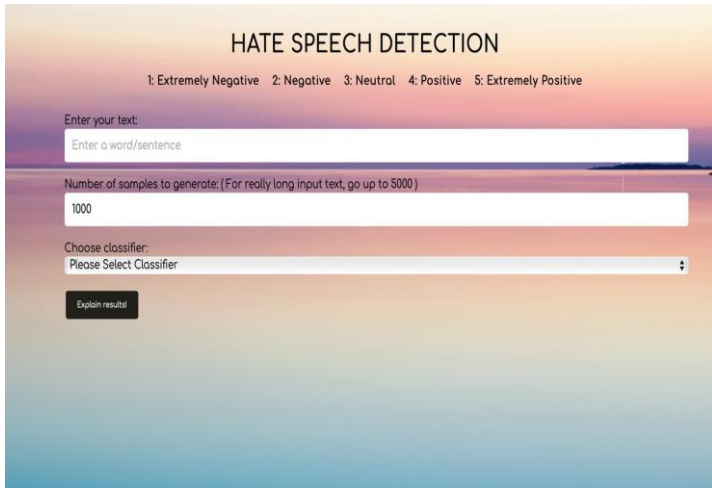 HATE SPEECH DETECTION
1: Extremely Negative 2: Negative 3: Neutral 4: Positive 5: Extremely Positive
Enter your text:
Enter a word/sentence
Number of samples to generate: ( For really long input text, go up to 5000 )
1000
Choose classifier:
Please Select Classifier
Explain results!